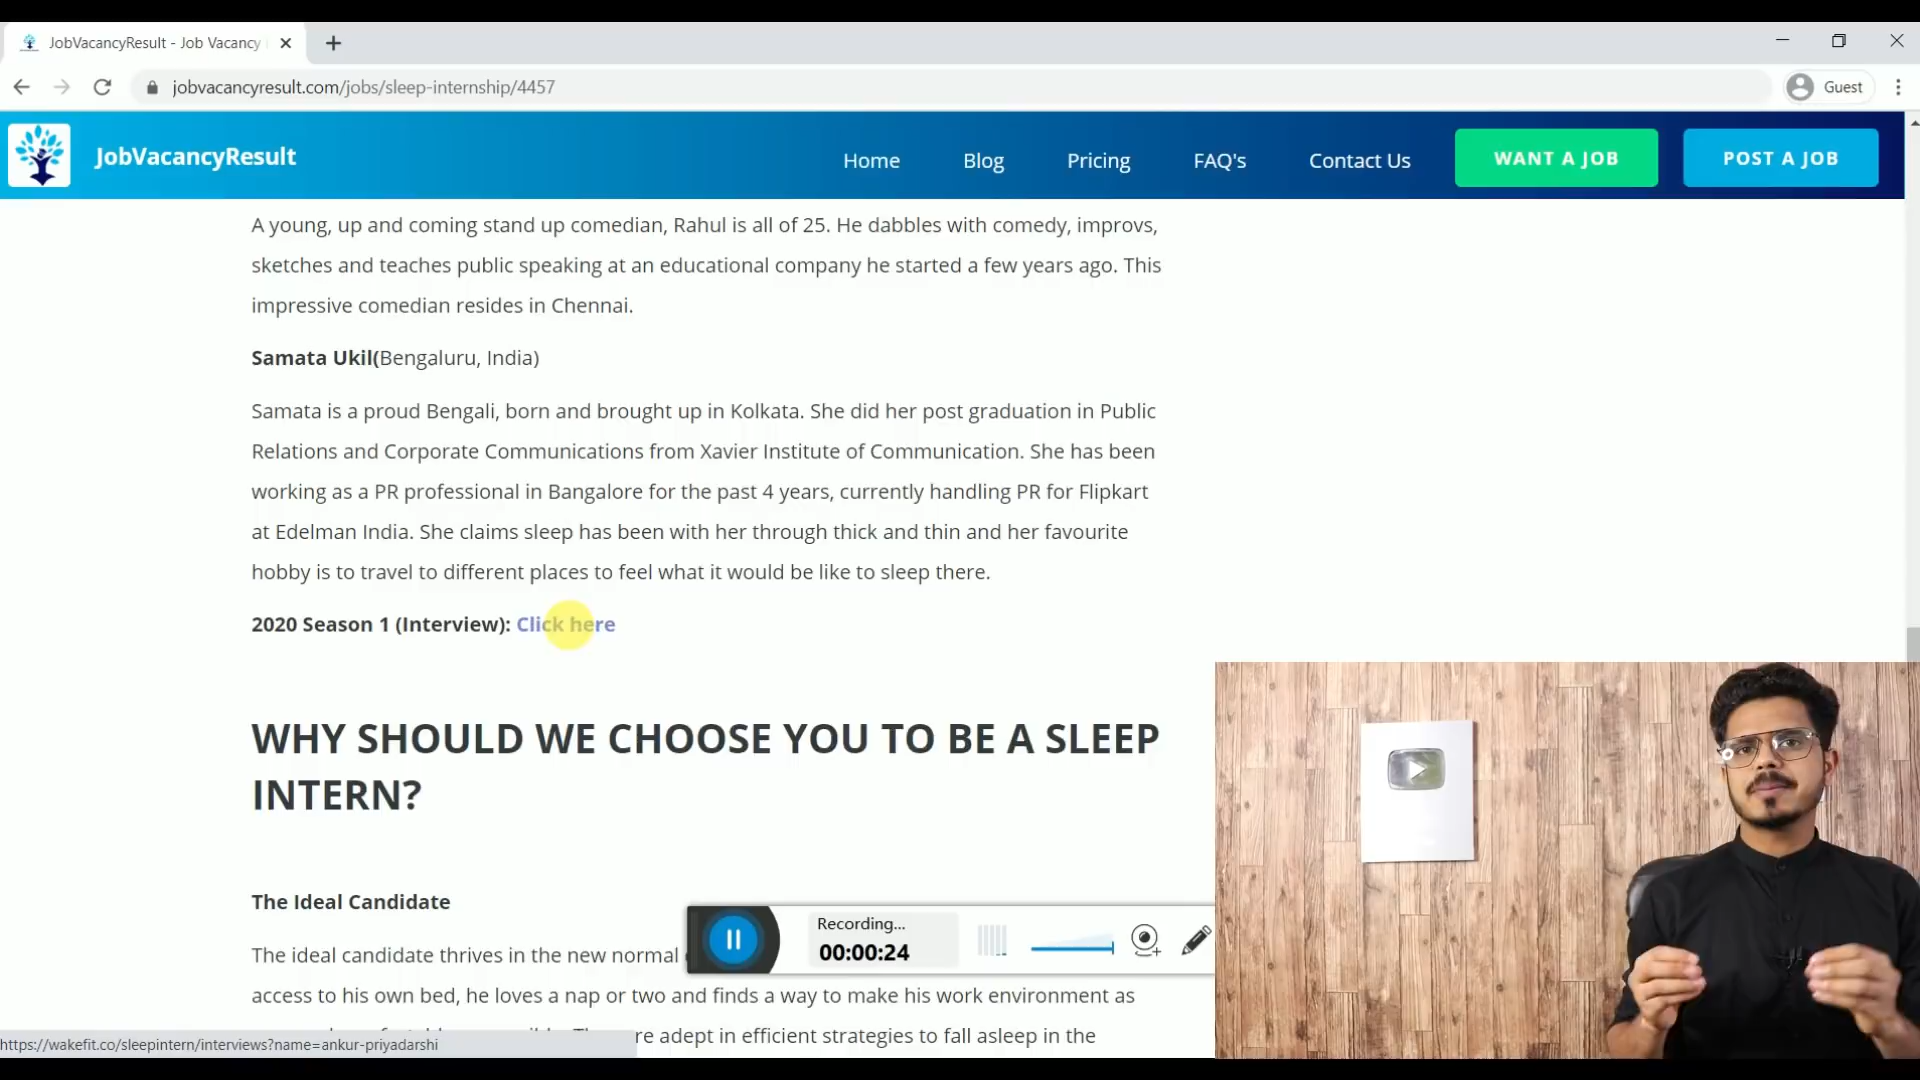 JobVacancyResult - Job Vacancy
jobvacancyresult.com/jobs/sleep-internship/4457
Guest
JobVacancyResult
Home
Blog
Pricing
FAQ's
Contact Us
WANT A JOB
POST A JOB
A young, up and coming stand up comedian, Rahul is all of 25. He dabbles with comedy, improvs,
sketches and teaches public speaking at an educational company he started a few years ago. This
impressive comedian resides in Chennai.
Samata Ukil(Bengaluru, India)
Samata is a proud Bengali, born and brought up in Kolkata. She did her post graduation in Public
Relations and Corporate Communications from Xavier Institute of Communication. She has been
working as a PR professional in Bangalore for the past 4 years, currently handling PR for Flipkart
at Edelman India. She claims sleep has been with her through thick and thin and her favourite
hobby is to travel to different places to feel what it would be like to sleep there.
2020 Season 1 (Interview): Click here
WHY SHOULD WE CHOOSE YOU TO BE A SLEEP
INTERN?
The Ideal Candidate
Recording...
00:00:24
The ideal candidate thrives in the new normal
access to his own bed, he loves a nap or two and finds a way to make his work environment as
re adept in efficient strategies to fall asleep in the
https://wakefit.co/sleepintern/interviews?name=ankur-priyadarshi